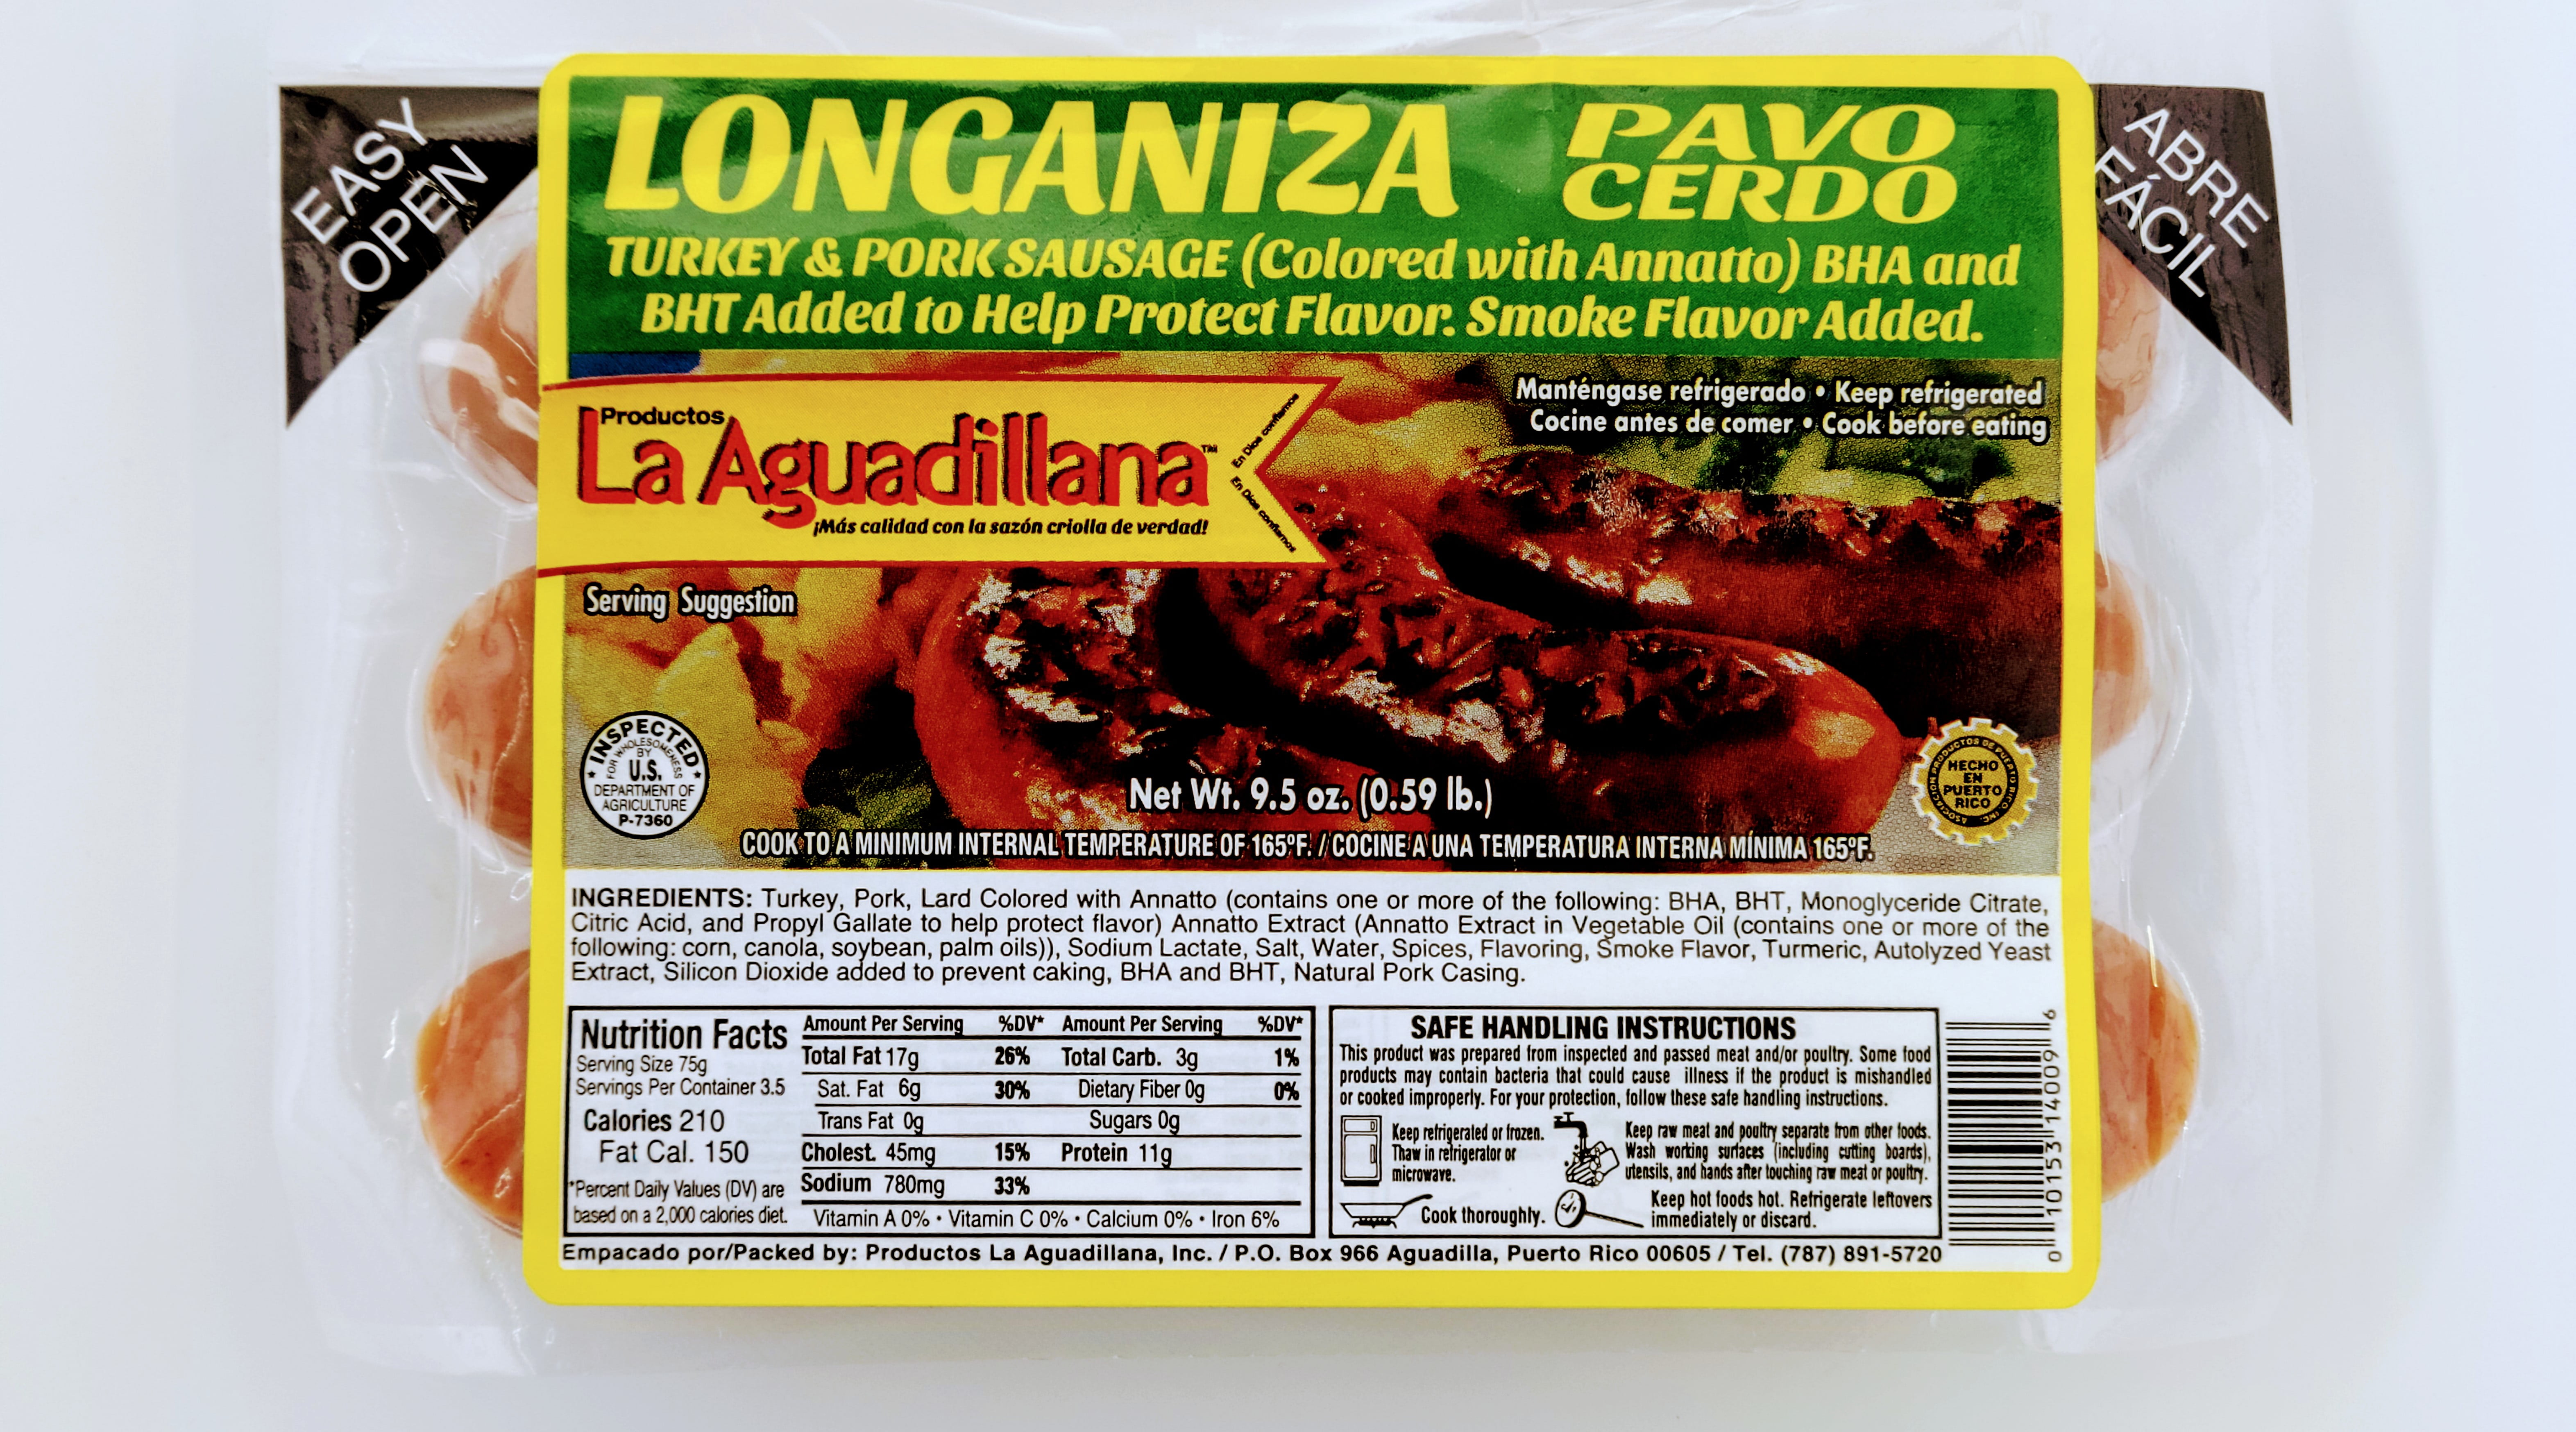 EASY
OPEN
LONGANIZA
PAVO
CERDO
TURKEY & PORK SAUSAGE (Colored with Annatto) BHA and
BHT Added to Help Protect Flavor. Smoke Flavor Added.
ABRE
FÁCIL
Productos
La Aguadillana™
¡Más calidad con la sazón criolla de verdad!
En Dios confiamos
En Dios confiamos
Manténgase refrigerado • Keep refrigerated
Cocine antes de comer • Cook before eating
Serving Suggestion
INSPECTED
FOR WHOLESOMENESS
BY
U.S.
DEPARTMENT OF
AGRICULTURE
P-7360
Net Wt. 9.5 oz. (0.59 lb.)
ASOCIACION PRODUCTOS DE PUERTO RICO, INC.
HECHO
EN
PUERTO
RICO
COOK TO A MINIMUM INTERNAL TEMPERATURE OF 165ºF. / COCINE A UNA TEMPERATURA INTERNA MÍNIMA 165ºF.
INGREDIENTS: Turkey, Pork, Lard Colored with Annatto (contains one or more of the following: BHA, BHT, Monoglyceride Citrate,
Citric Acid, and Propyl Gallate to help protect flavor) Annatto Extract (Annatto Extract in Vegetable Oil (contains one or more of the
following: corn, canola, soybean, palm oils)), Sodium Lactate, Salt, Water, Spices, Flavoring, Smoke Flavor, Turmeric, Autolyzed Yeast
Extract, Silicon Dioxide added to prevent caking, BHA and BHT, Natural Pork Casing.
Nutrition Facts
Serving Size 75g
Servings Per Container 3.5
Calories 210
Fat Cal. 150
*Percent Daily Values (DV) are
based on a 2,000 calories diet.
Amount Per Serving %DV* Amount Per Serving %DV*
Total Fat 17g 26% Total Carb. 3g 1%
Sat. Fat 6g 30% Dietary Fiber 0g 0%
Trans Fat 0g Sugars 0g
Cholest. 45mg 15% Protein 11g
Sodium 780mg 33%
Vitamin A 0% • Vitamin C 0% • Calcium 0% • Iron 6%
SAFE HANDLING INSTRUCTIONS
This product was prepared from inspected and passed meat and/or poultry. Some food
products may contain bacteria that could cause illness if the product is mishandled
or cooked improperly. For your protection, follow these safe handling instructions.
Keep refrigerated or frozen.
Thaw in refrigerator or
microwave.
Keep raw meat and poultry separate from other foods.
Wash working surfaces (including cutting boards),
utensils, and hands after touching raw meat or poultry.
Cook thoroughly.
Keep hot foods hot. Refrigerate leftovers
immediately or discard.
0 10153 14009 6
Empacado por/Packed by: Productos La Aguadillana, Inc. / P.O. Box 966 Aguadilla, Puerto Rico 00605 / Tel. (787) 891-5720